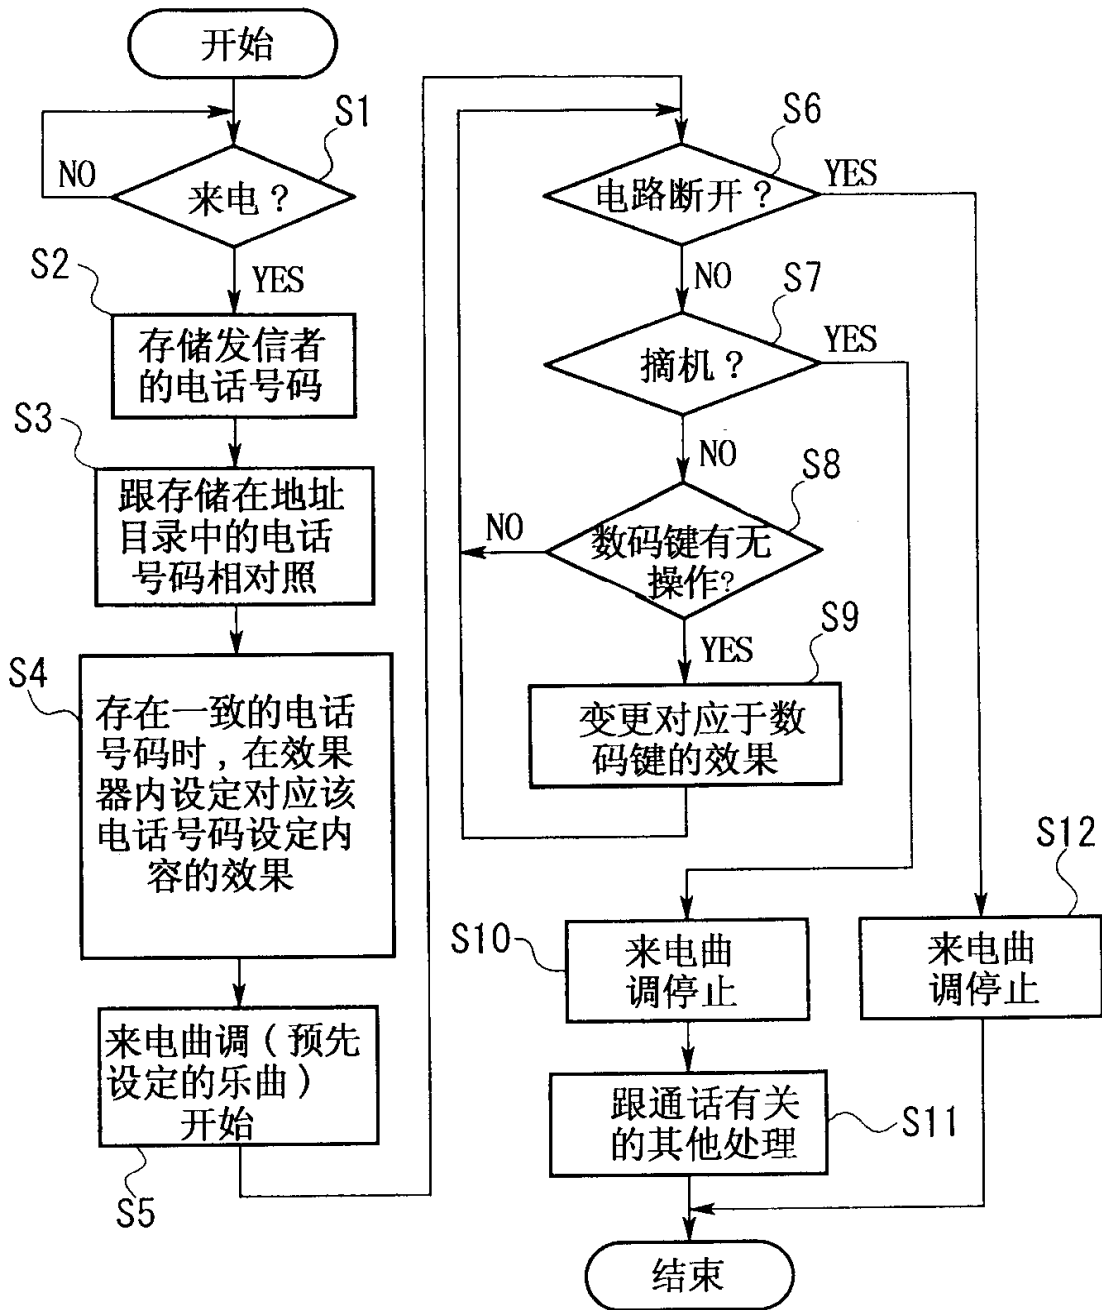 开始
S1
NO
来电？
YES
S2
存储发信者
的电话号码
S3
跟存储在地址
目录中的电话
号码相对照
S4
存在一致的电话
号码时，在效果
器内设定对应该
电话号码设定内
容的效果
来电曲调（预先
设定的乐曲）
开始
S5
S6
电路断开？
YES
NO
S7
摘机？
YES
NO
S8
数码键有无
操作?
NO
YES
S9
变更对应于数
码键的效果
S10
来电曲
调停止
S11
跟通话有关
的其他处理
S12
来电曲
调停止
结束